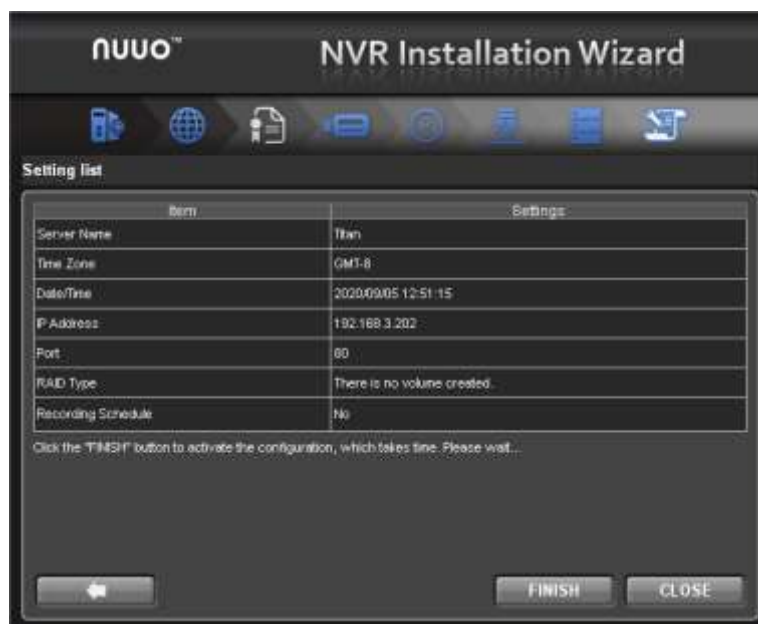 nuuo™ NVR Installation Wizard
Setting list
Item Settings
Server Name Titan
Time Zone GMT-8
Date/Time 2020/09/05 12:51:15
IP Address 192.168.3.202
Port 80
RAID Type There is no volume created.
Recording Schedule No
Click the "FINISH" button to activate the configuration, which takes time. Please wait...
FINISH CLOSE